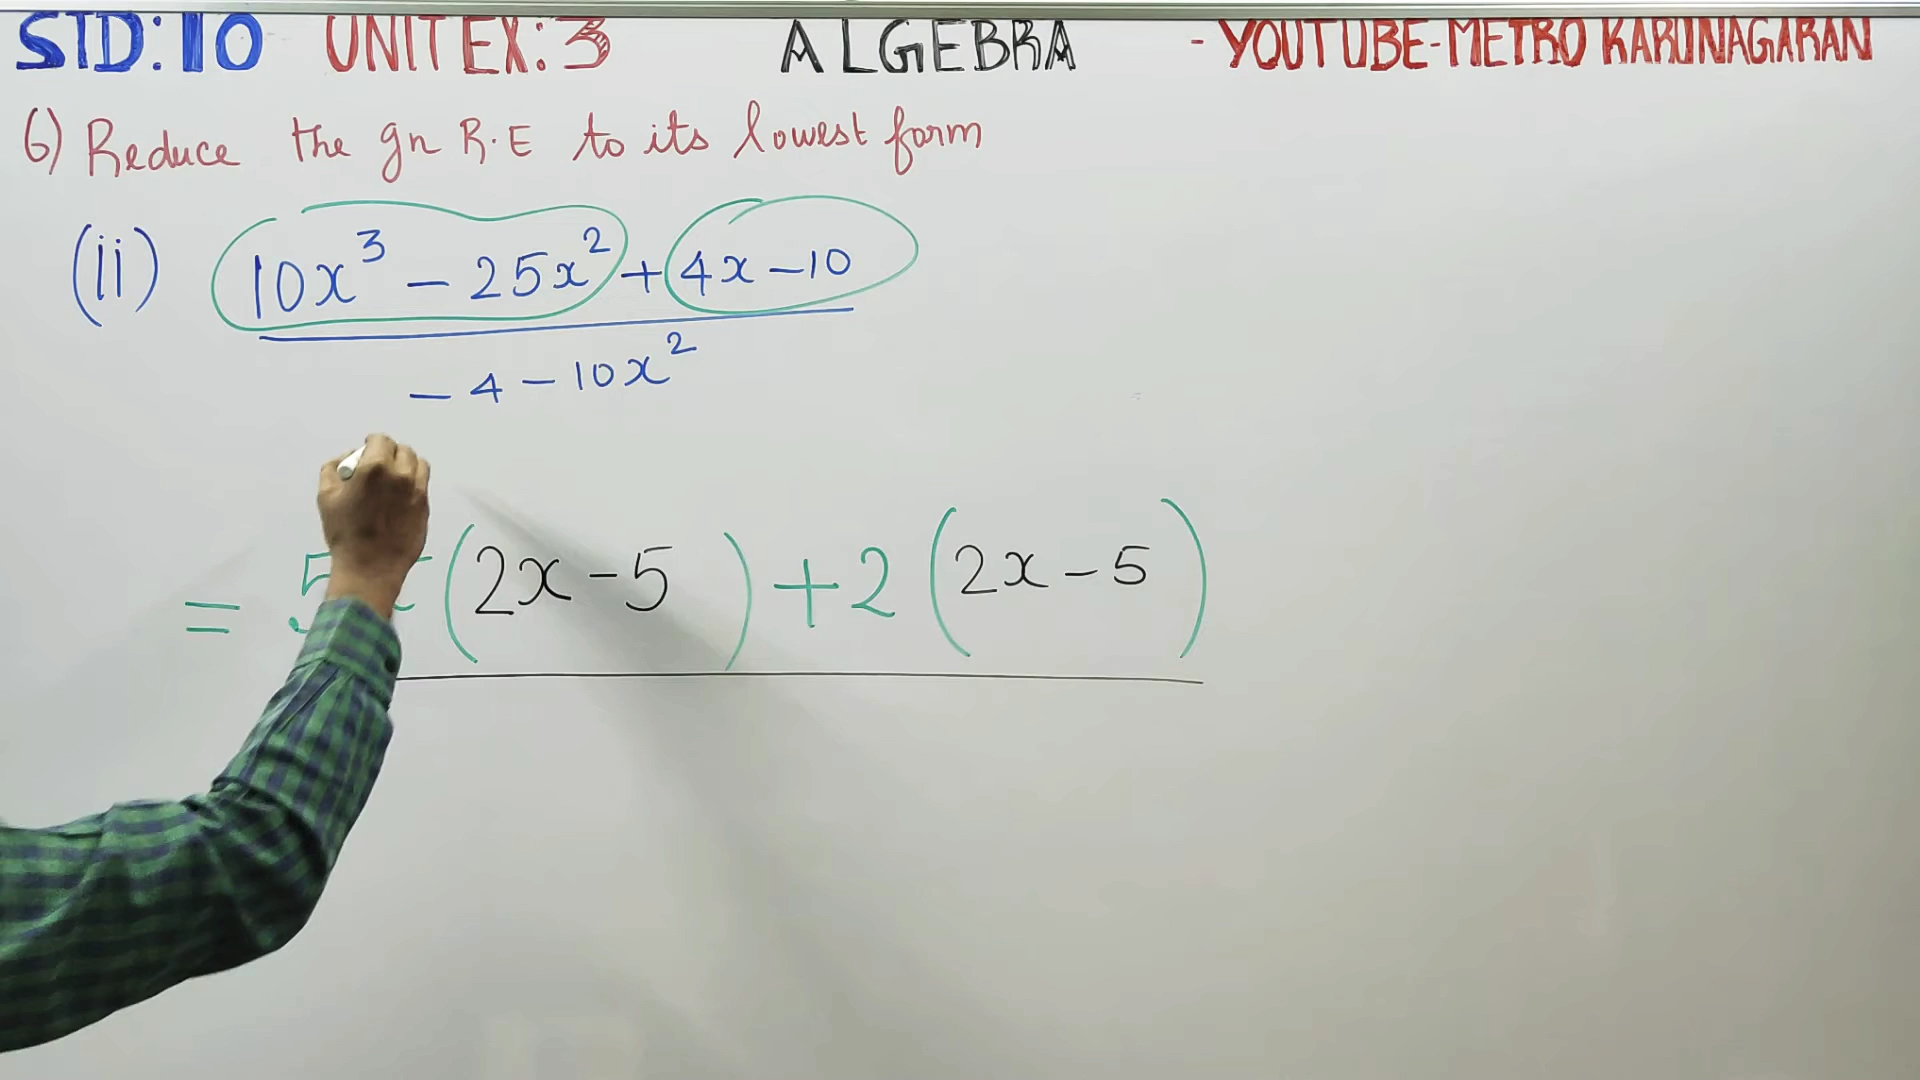 STD: 10 UNIT EX: 3 ALGEBRA - YOUTUBE-METRO KARUNAGARAN
6) Reduce the gn R.E to its lowest form
(ii) 10x³ - 25x² + 4x - 10
- 4 - 10x²
= 5 (2x - 5) + 2 (2x - 5)